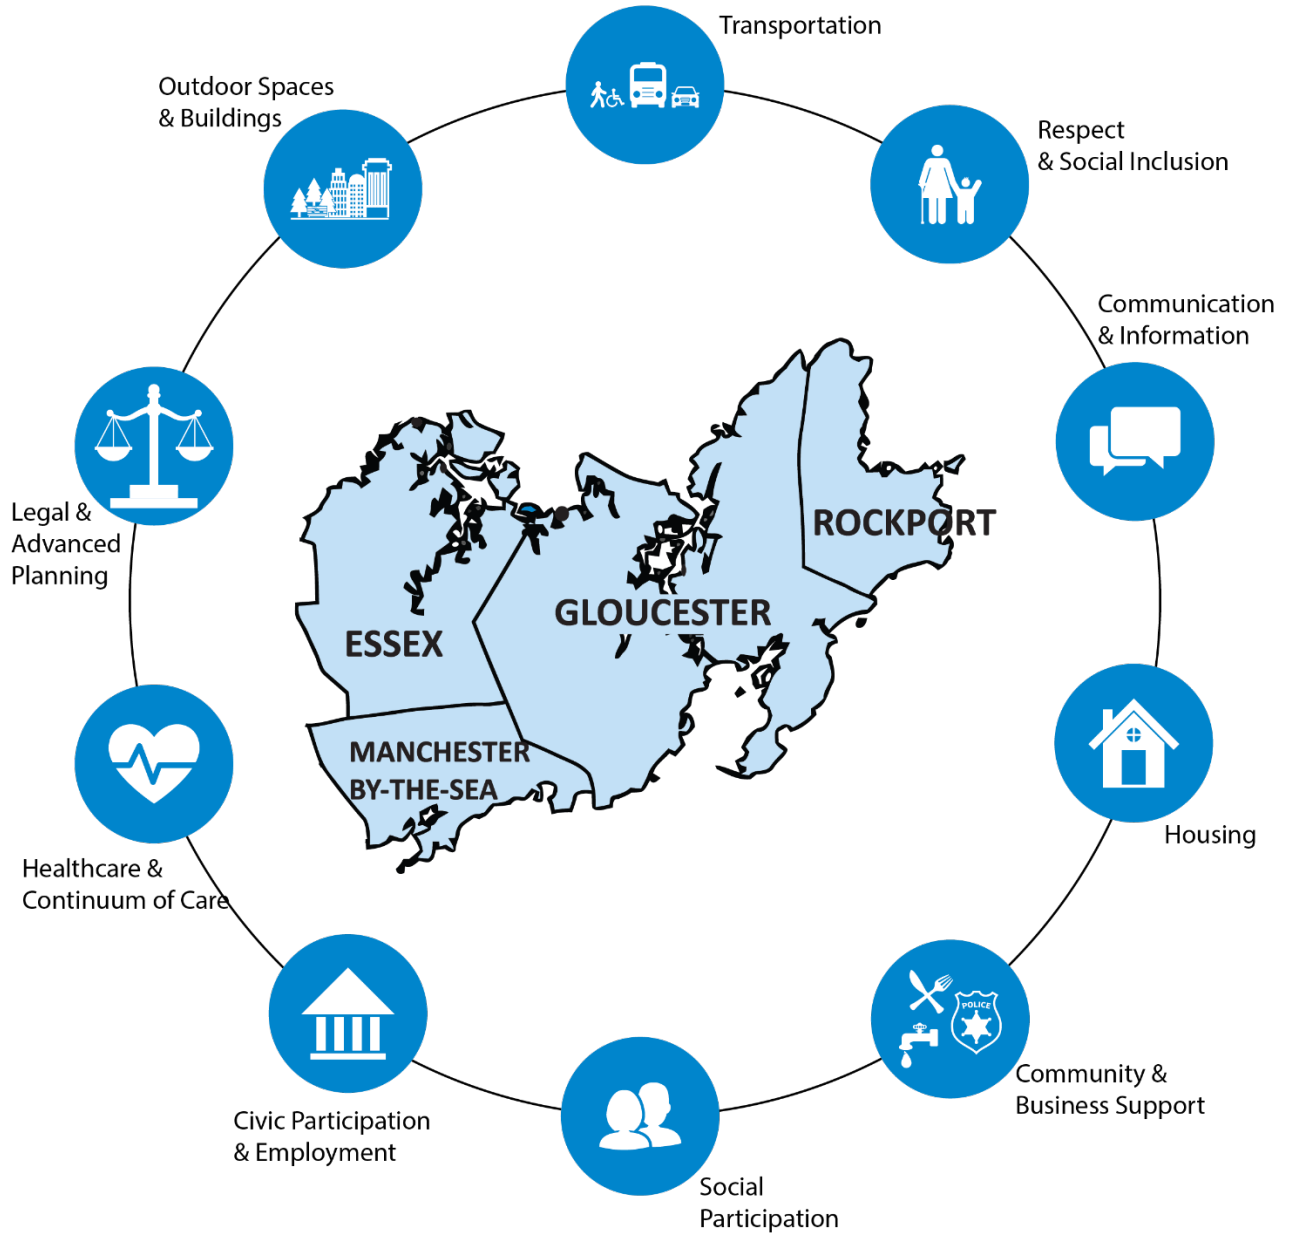 Transportation
Outdoor Spaces
& Buildings
Respect
& Social Inclusion
Communication
& Information
Legal &
Advanced
Planning
ROCKPORT
GLOUCESTER
ESSEX
MANCHESTER
BY-THE-SEA
Housing
Healthcare &
Continuum of Care
POLICE
Community &
Business Support
Civic Participation
& Employment
Social
Participation